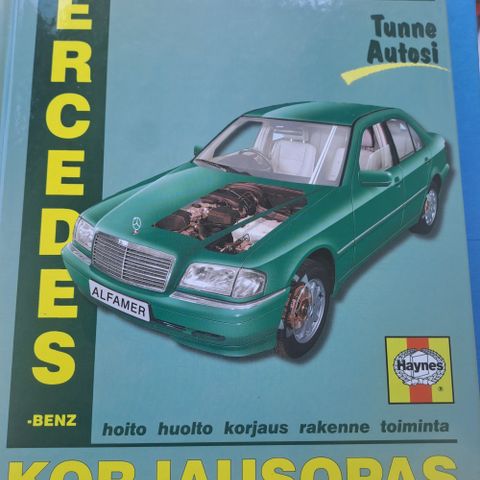 ERCEDES
-BENZ
Tunne
Autosi
ALFAMER
Haynes
®
hoito huolto korjaus rakenne toiminta
KORJAUSOPAS